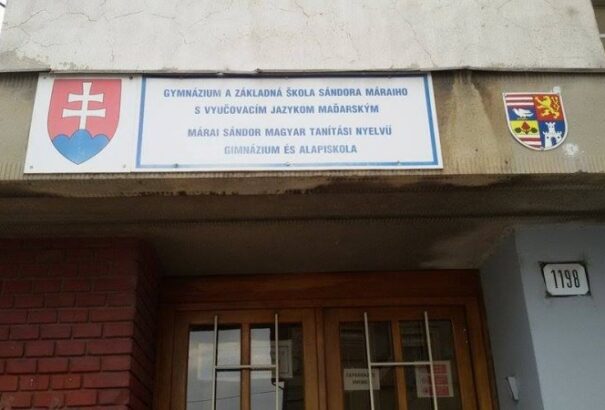 GYMNÁZIUM A ZÁKLADNÁ ŠKOLA SÁNDORA MÁRAIHO
S VYUČOVACÍM JAZYKOM MAĎARSKÝM
MÁRAI SÁNDOR MAGYAR TANÍTÁSI NYELVŰ
GIMNÁZIUM ÉS ALAPISKOLA
1198